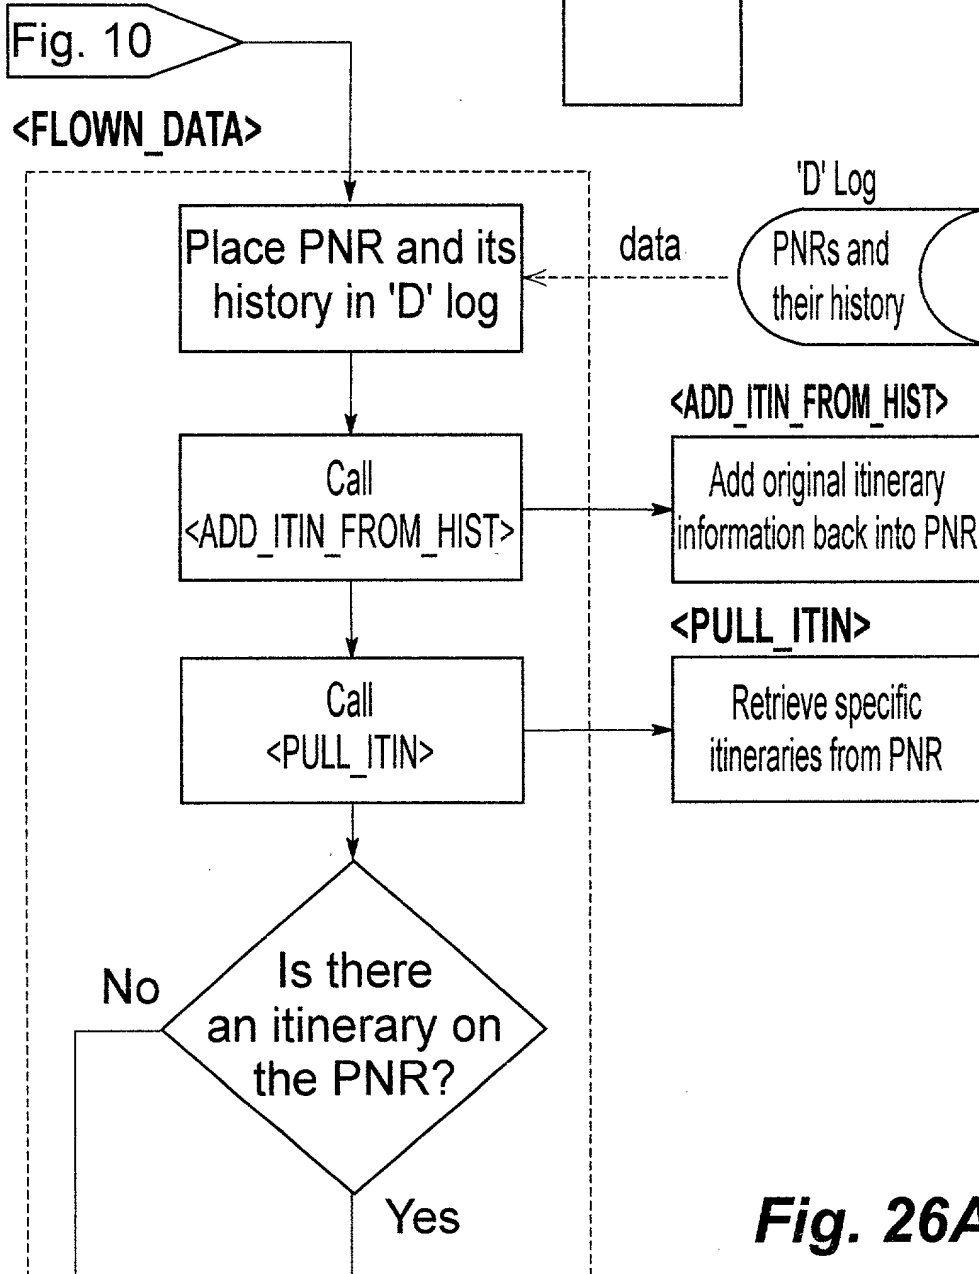 Fig. 10
<FLOWN_DATA>
Place PNR and its
history in 'D' log
data
'D' Log
PNRs and
their history
Call
<ADD_ITIN_FROM_HIST>
<ADD_ITIN_FROM_HIST>
Add original itinerary
information back into PNR
Call
<PULL_ITIN>
<PULL_ITIN>
Retrieve specific
itineraries from PNR
Is there
an itinerary on
the PNR?
No
Yes
Fig. 26A